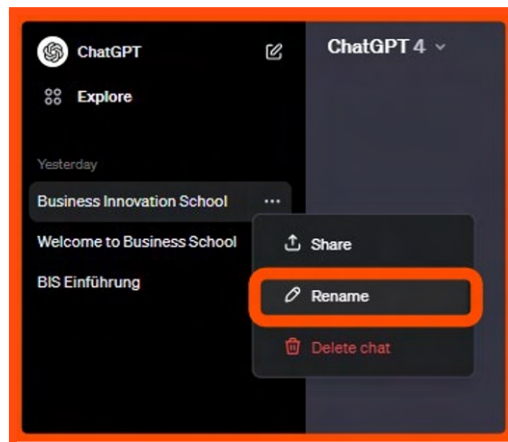 ChatGPT
ChatGPT 4
Explore
Yesterday
Business Innovation School ...
Welcome to Business School
BIS Einführung
Share
Rename
Delete chat